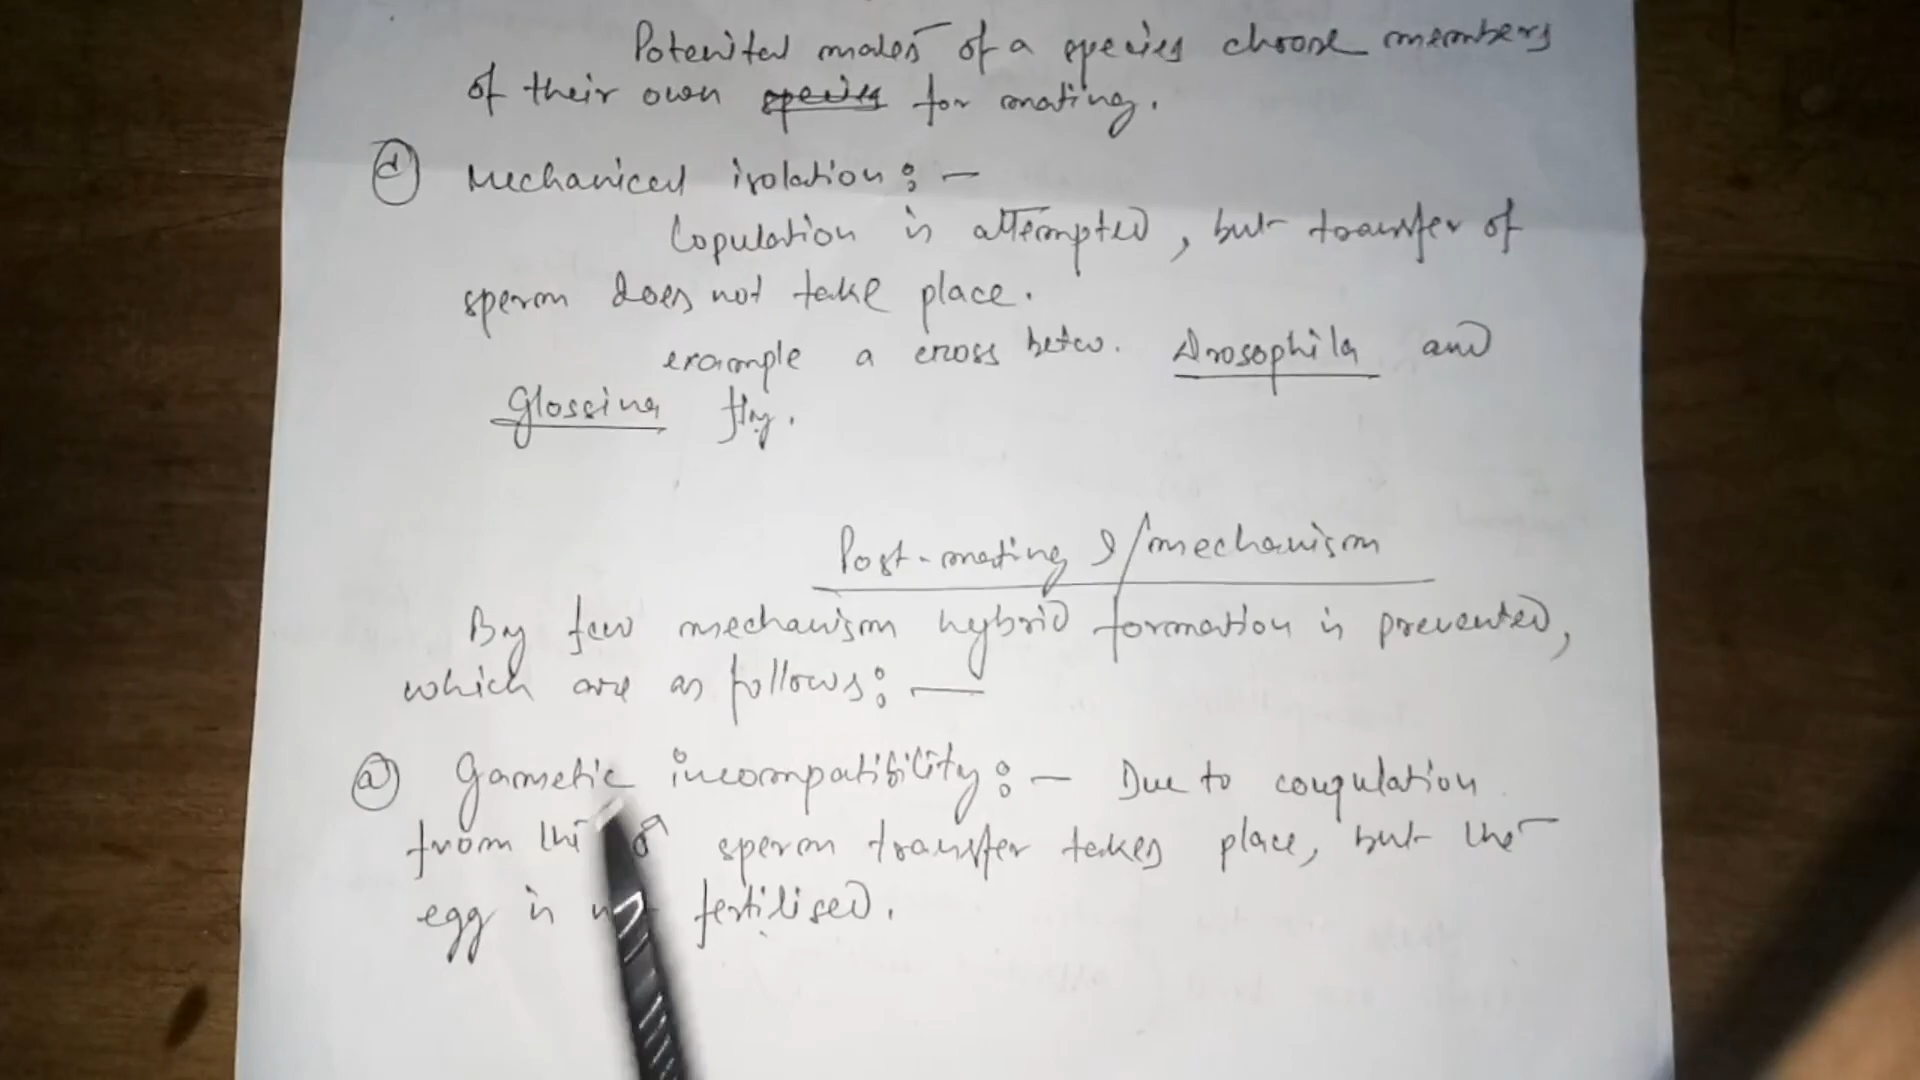 Potenital males of a species choose members
of their own species for mating.
(d) Mechanical isolation: —
Copulation is attempted, but transfer of
sperm does not take place.
example a cross betw. Drosophila and
Glossina fly.
Post-mating I/mechanism
By few mechanism hybrid formation is prevented,
which are as follows: —
(a) Gametic incompatibility: — Due to
from the ♂ sperm transfer takes place, but the
egg is not fertilised.